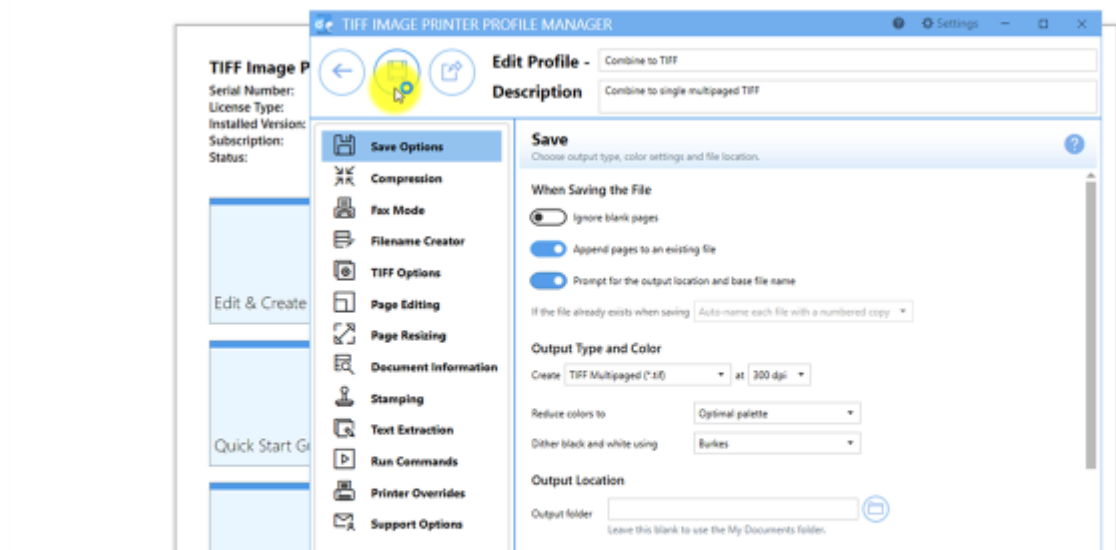 TIFF IMAGE PRINTER PROFILE MANAGER
Settings
Edit Profile - Combine to TIFF
Description Combine to single multipaged TIFF
TIFF Image P
Serial Number:
License Type:
Installed Version:
Subscription:
Status:
Edit & Create
Quick Start G
Save Options
Compression
Fax Mode
Filename Creator
TIFF Options
Page Editing
Page Resizing
Document Information
Stamping
Text Extraction
Run Commands
Printer Overrides
Support Options
Save
Choose output type, color settings and file location.
When Saving the File
Ignore blank pages
Append pages to an existing file
Prompt for the output location and base file name
If the file already exists when saving Auto-name each file with a numbered copy
Output Type and Color
Create TIFF Multipaged (*.tif) at 300 dpi
Reduce colors to Optimal palette
Dither black and white using Burkes
Output Location
Output folder
Leave this blank to use the My Documents folder.